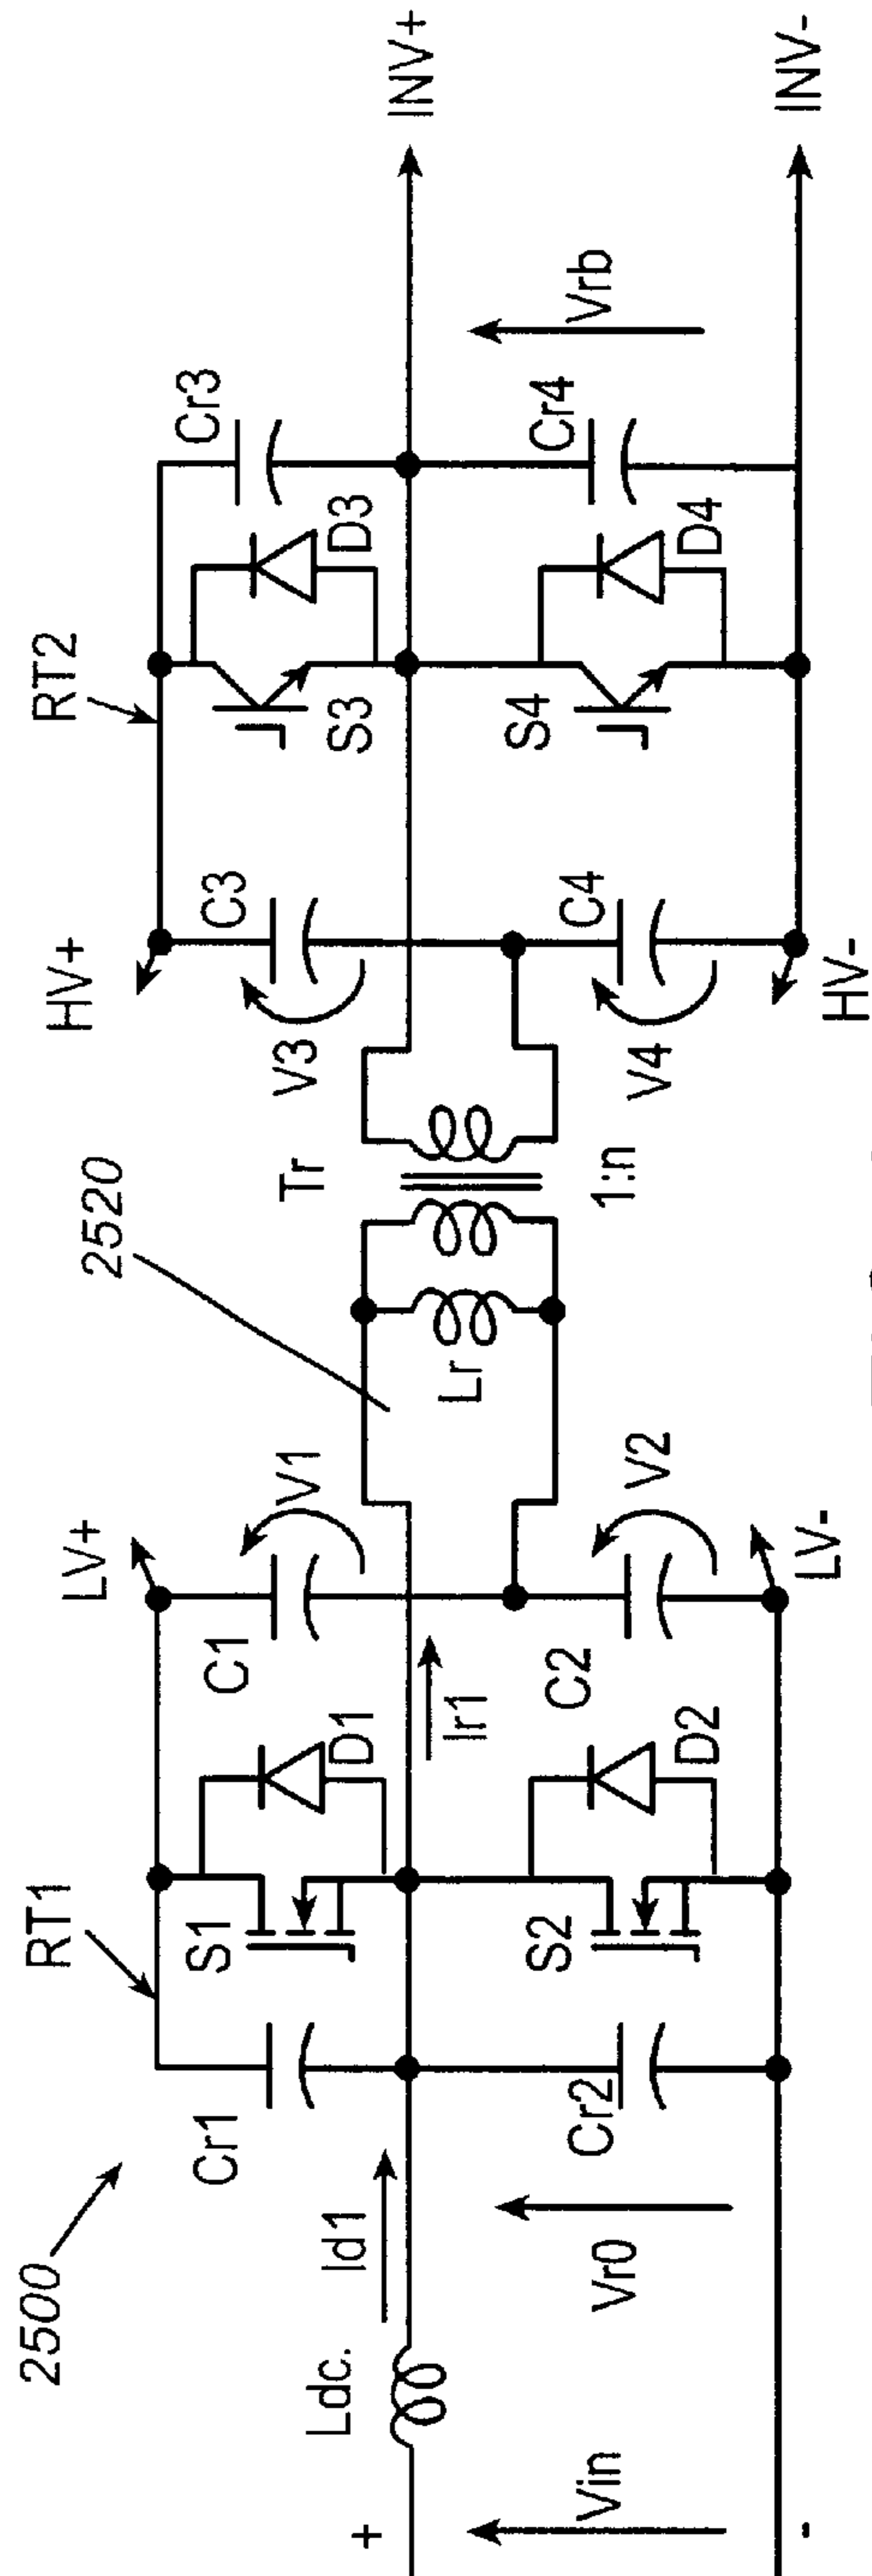 2500
Vin
+
-
Ldc.
Id1
Vr0
RT1
Cr1
Cr2
S1
D1
S2
D2
Ir1
LV+
C1
V1
C2
V2
LV-
2520
Lr
Tr
1:n
HV+
V3
C3
V4
C4
HV-
RT2
S3
D3
S4
D4
Cr3
Cr4
Vrb
INV+
INV-